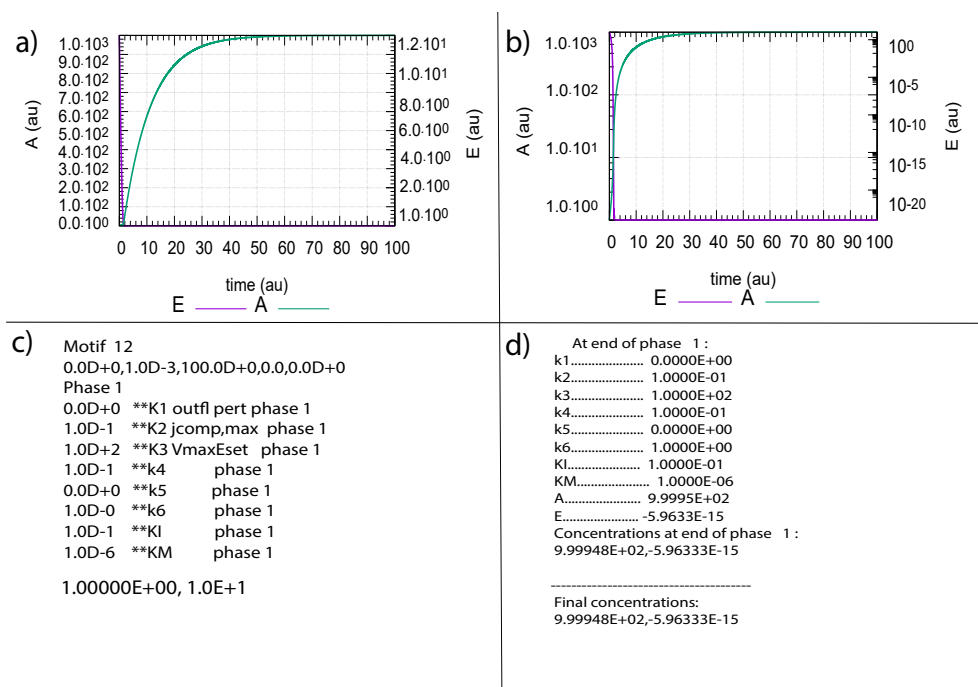 a)
1.0·103
9.0·102
8.0·102
7.0·102
6.0·102
5.0·102
4.0·102
3.0·102
2.0·102
1.0·102
0.0·100
A (au)
1.2·101
1.0·101
8.0·100
6.0·100
4.0·100
2.0·100
1.0·100
E (au)
0 10 20 30 40 50 60 70 80 90 100
time (au)
E A
b)
1.0·103
1.0·102
1.0·101
1.0·100
A (au)
100
10-5
10-10
10-15
10-20
E (au)
0 10 20 30 40 50 60 70 80 90 100
time (au)
E A
c)
Motif 12
0.0D+0,1.0D-3,100.0D+0,0.0,0.0D+0
Phase 1
0.0D+0 **K1 outfl pert phase 1
1.0D-1 **K2 jcomp,max phase 1
1.0D+2 **K3 VmaxEset phase 1
1.0D-1 **k4 phase 1
0.0D+0 **k5 phase 1
1.0D-0 **k6 phase 1
1.0D-1 **KI phase 1
1.0D-6 **KM phase 1
1.00000E+00, 1.0E+1
d)
At end of phase 1 :
k1...................... 0.0000E+00
k2...................... 1.0000E-01
k3...................... 1.0000E+02
k4...................... 1.0000E-01
k5...................... 0.0000E+00
k6...................... 1.0000E+00
KI...................... 1.0000E-01
KM...................... 1.0000E-06
A....................... 9.9995E+02
E....................... -5.9633E-15
Concentrations at end of phase 1 :
9.99948E+02,-5.96333E-15
----------------------------------------
Final concentrations:
9.99948E+02,-5.96333E-15